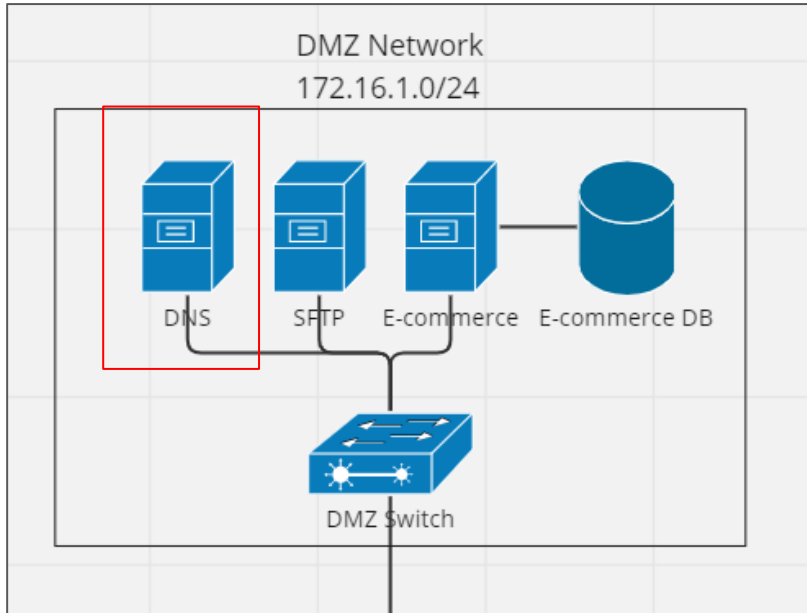 DMZ Network
172.16.1.0/24
DNS
SFTP
E-commerce
E-commerce DB
DMZ Switch